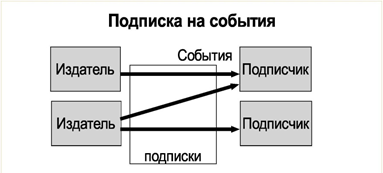 Подписка на события
События
Издатель
Подписчик
Издатель
Подписчик
подписки